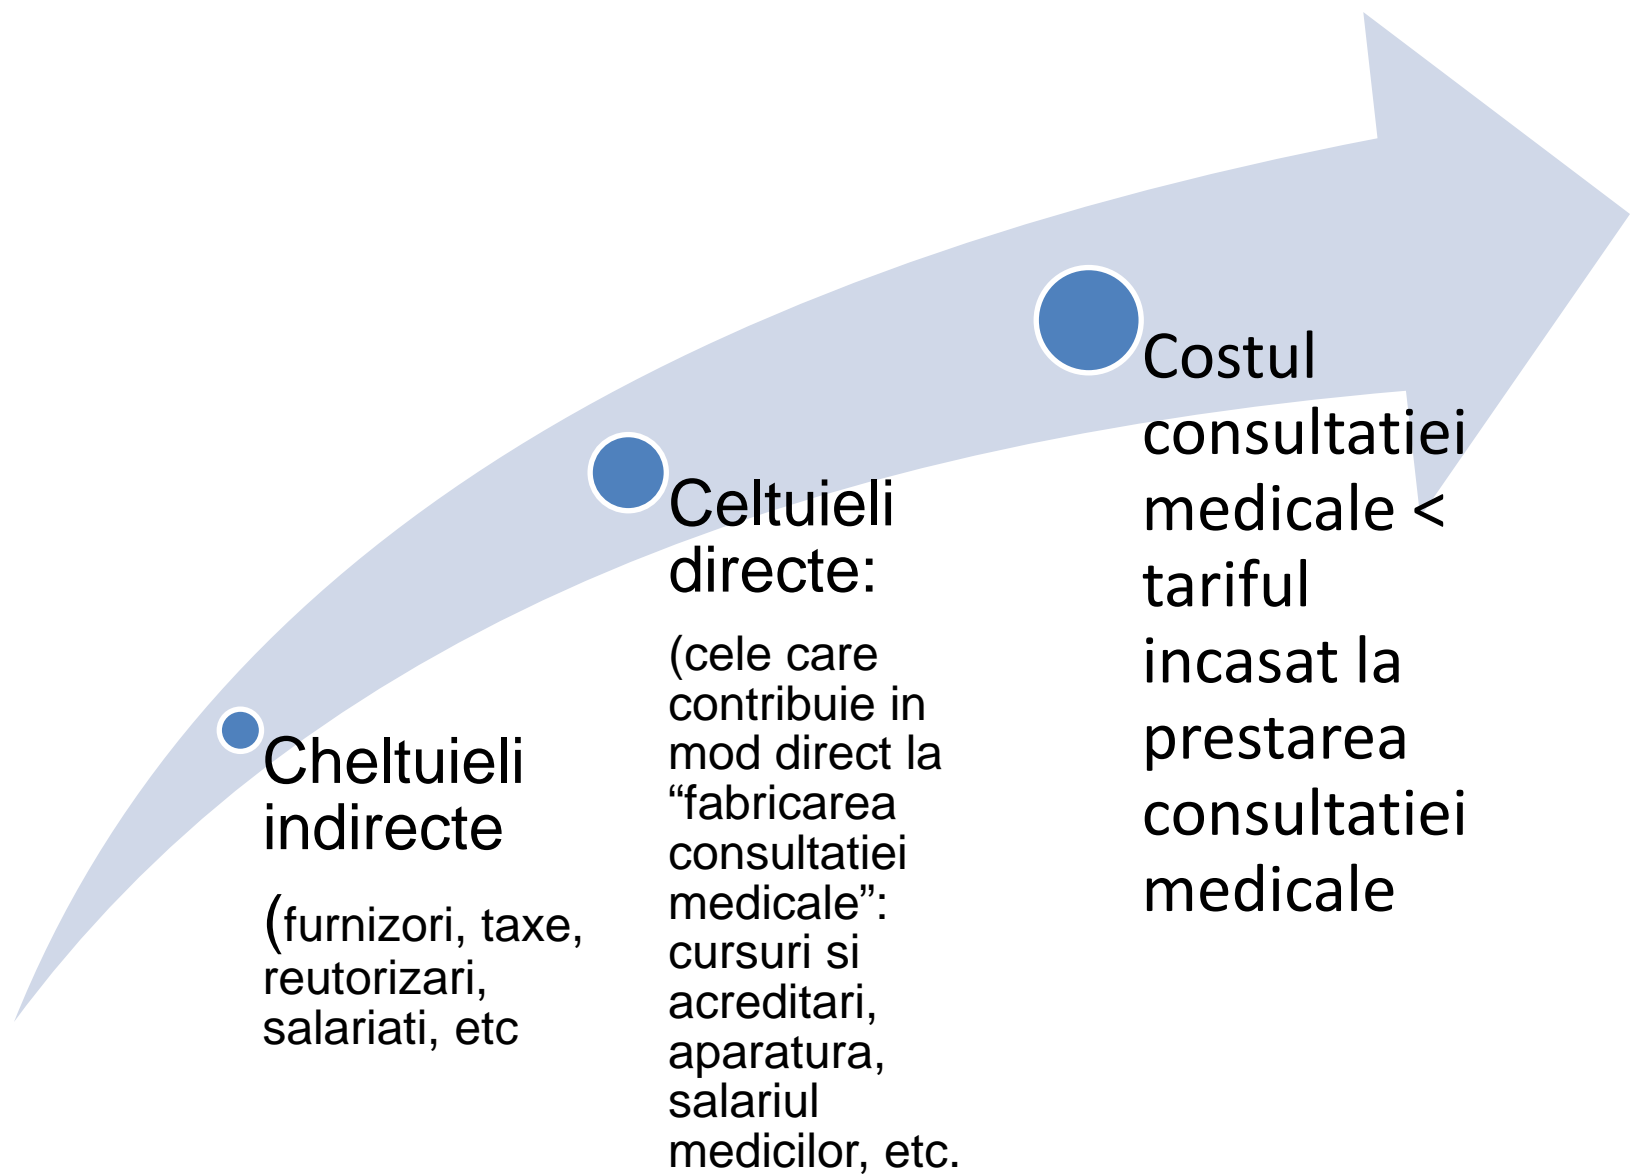 Cheltuieli
indirecte
(furnizori, taxe,
reutorizari,
salariati, etc
Celtuieli
directe:
(cele care
contribuie in
mod direct la
“fabricarea
consultatiei
medicale”:
cursuri si
acreditari,
aparatura,
salariul
medicilor, etc.
Costul
consultatiei
medicale <
tariful
incasat la
prestarea
consultatiei
medicale